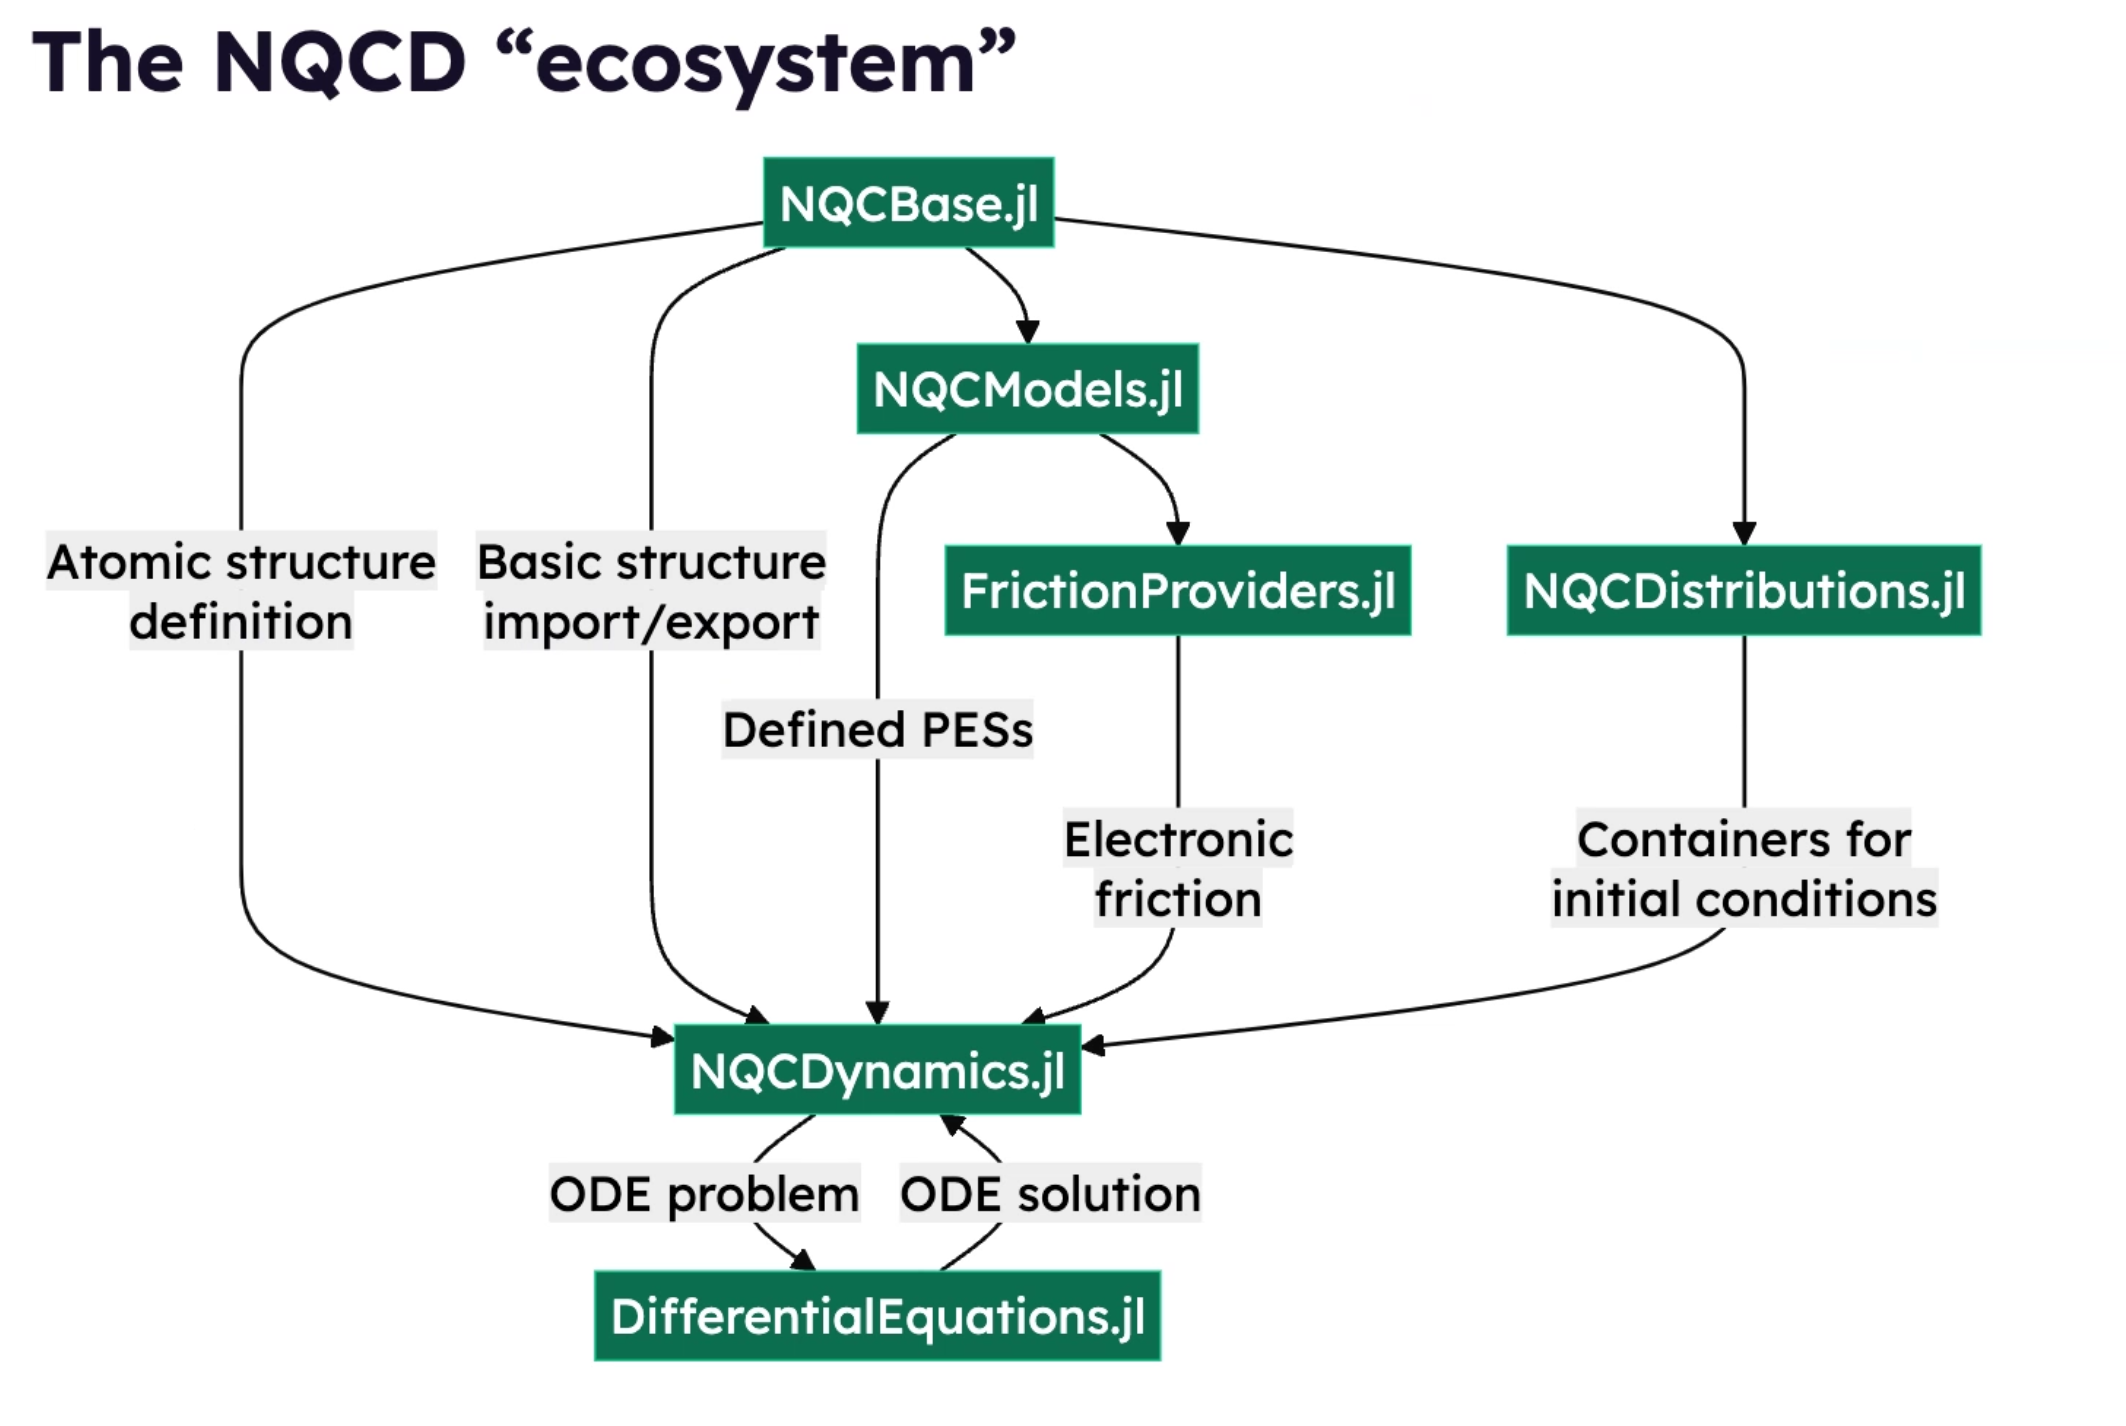 The NQCD “ecosystem”
NQCBase.jl
NQCModels.jl
Atomic structure
definition
Basic structure
import/export
FrictionProviders.jl
NQCDistributions.jl
Defined PESs
Electronic
friction
Containers for
initial conditions
NQCDynamics.jl
ODE problem
ODE solution
DifferentialEquations.jl